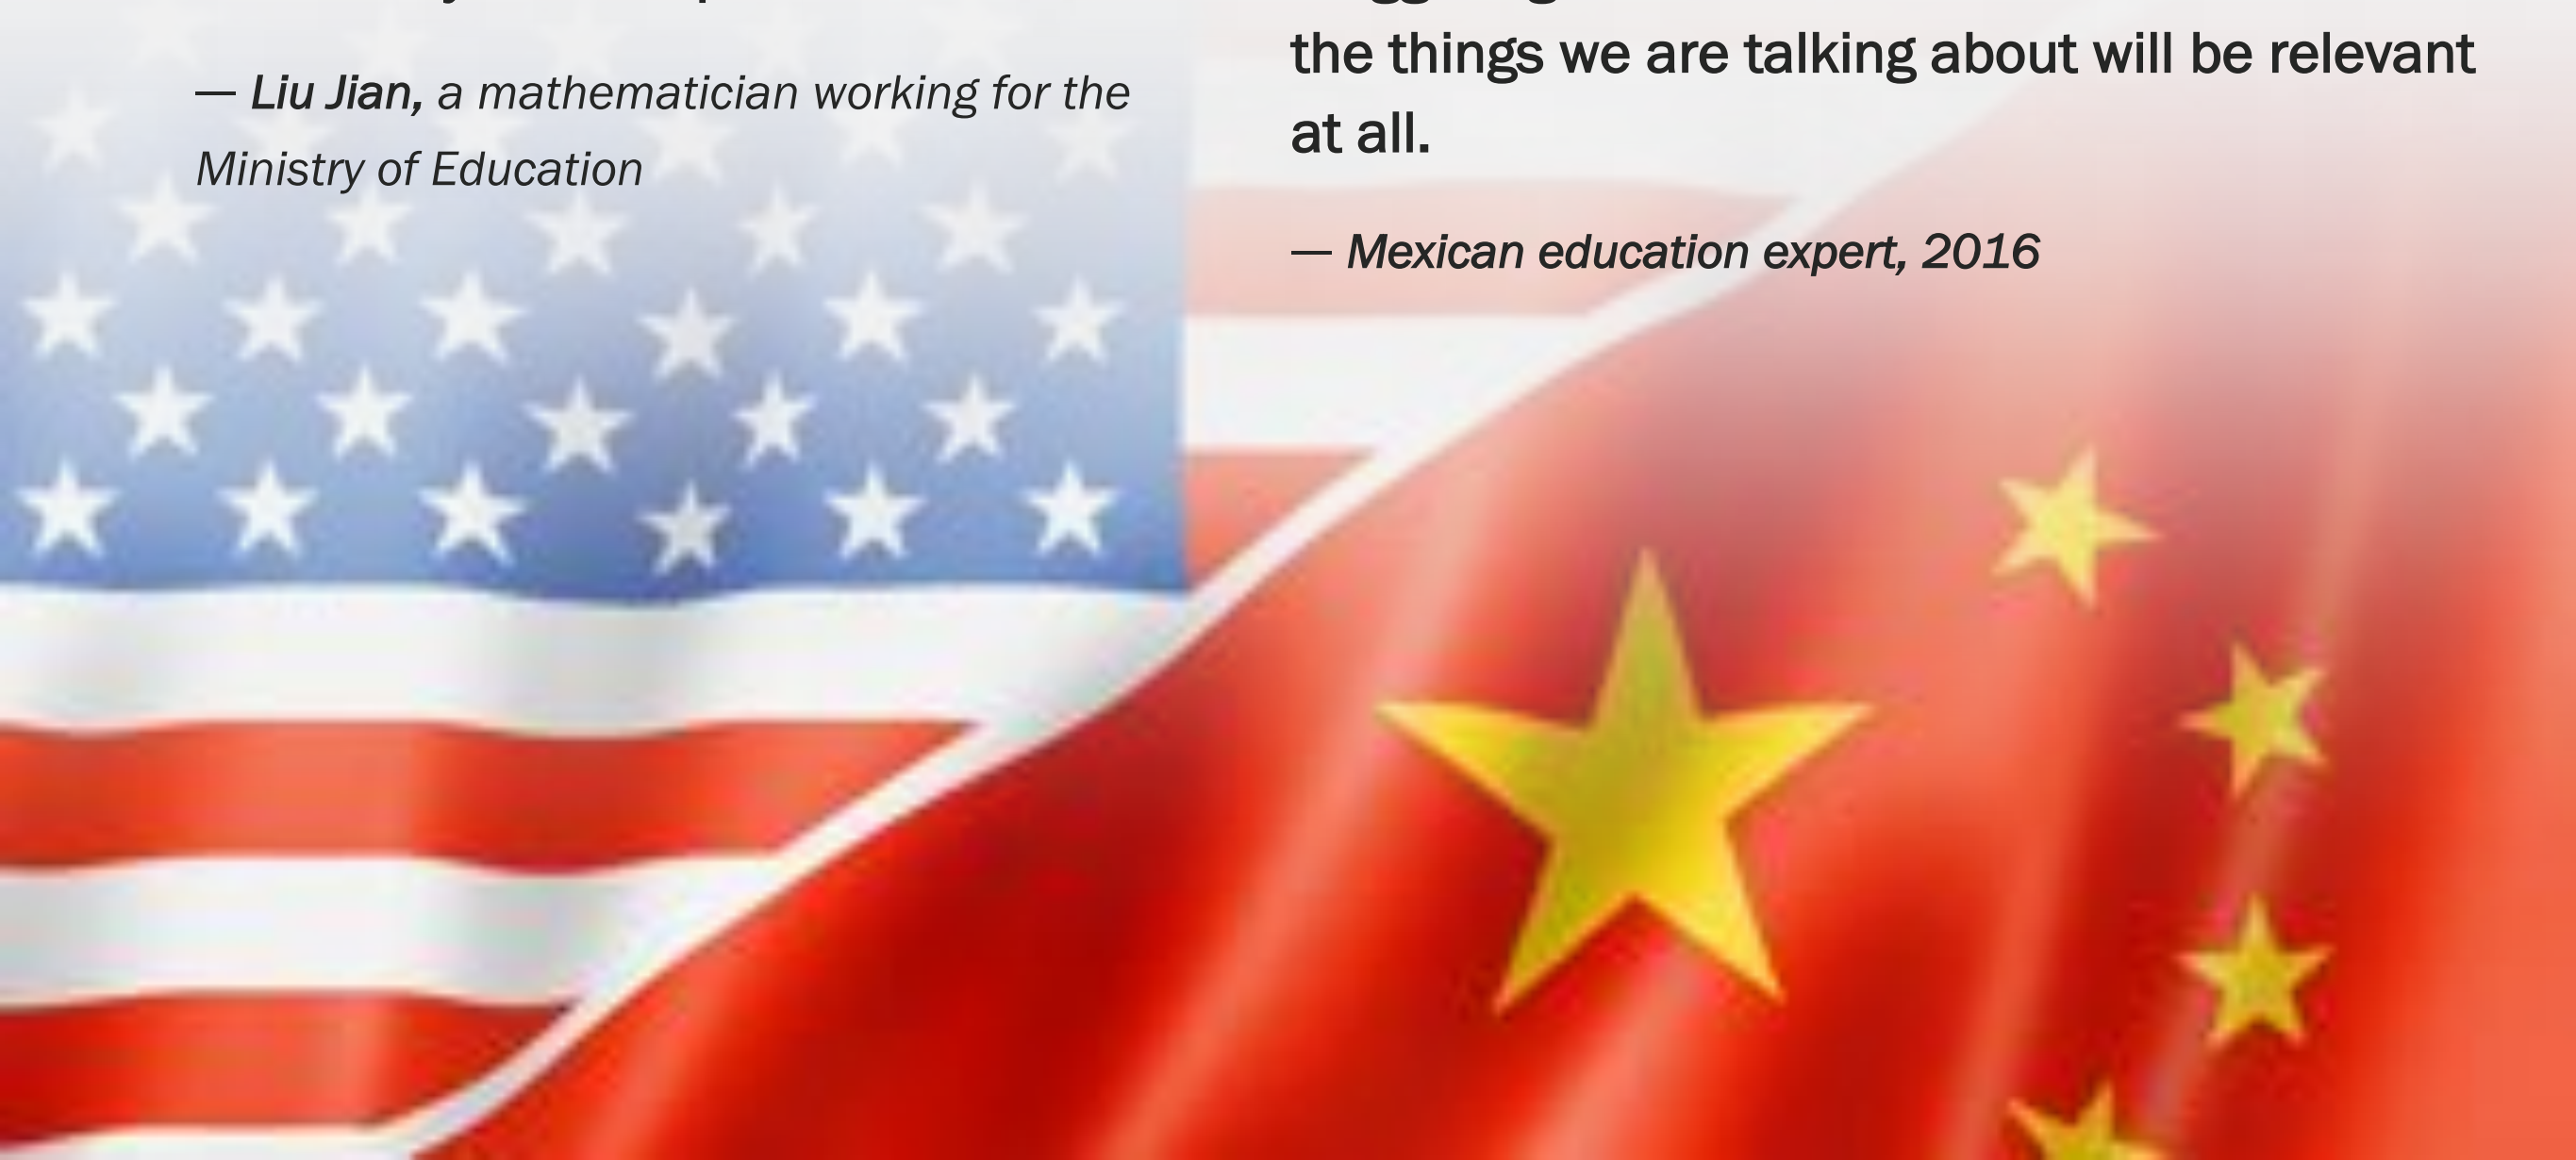 — Liu Jian, a mathematician working for the
Ministry of Education
the things we are talking about will be relevant
at all.
— Mexican education expert, 2016